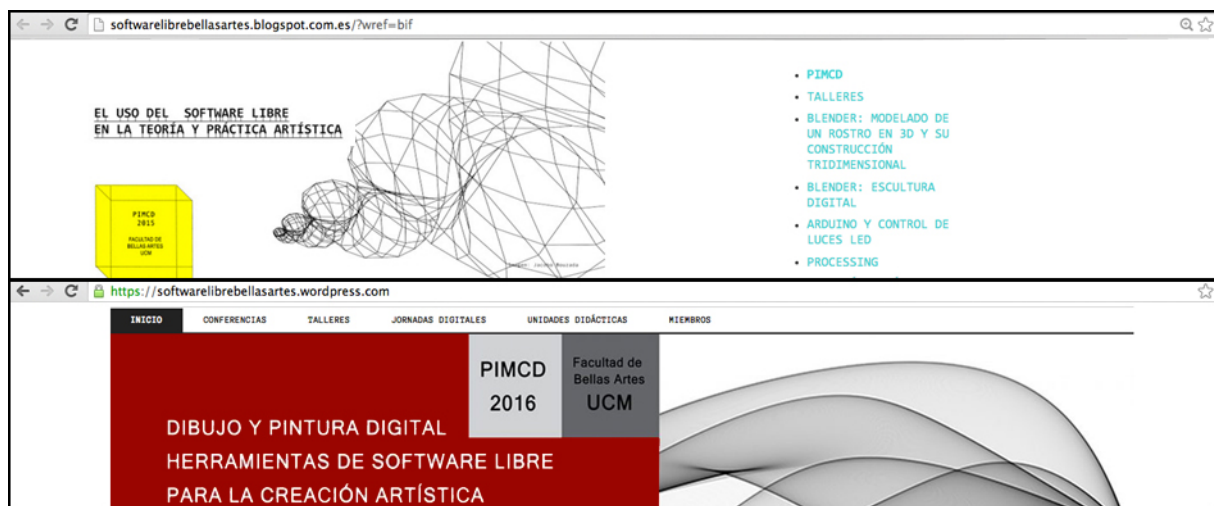 softwarelibrebellasartes.blogspot.com.es/?wref=bif
EL USO DEL SOFTWARE LIBRE
EN LA TEORÍA Y PRÁCTICA ARTÍSTICA
PIMCD
2015
FACULTAD DE
BELLAS ARTES
UCM
• PIMCD
• TALLERES
• BLENDER: MODELADO DE
UN ROSTRO EN 3D Y SU
CONSTRUCCIÓN
TRIDIMENSIONAL
• BLENDER: ESCULTURA
DIGITAL
• ARDUINO Y CONTROL DE
LUCES LED
• PROCESSING
https://softwarelibrebellasartes.wordpress.com
INICIO CONFERENCIAS TALLERES JORNADAS DIGITALES UNIDADES DIDÁCTICAS MIEMBROS
PIMCD
2016
Facultad de
Bellas Artes
UCM
DIBUJO Y PINTURA DIGITAL
HERRAMIENTAS DE SOFTWARE LIBRE
PARA LA CREACIÓN ARTÍSTICA